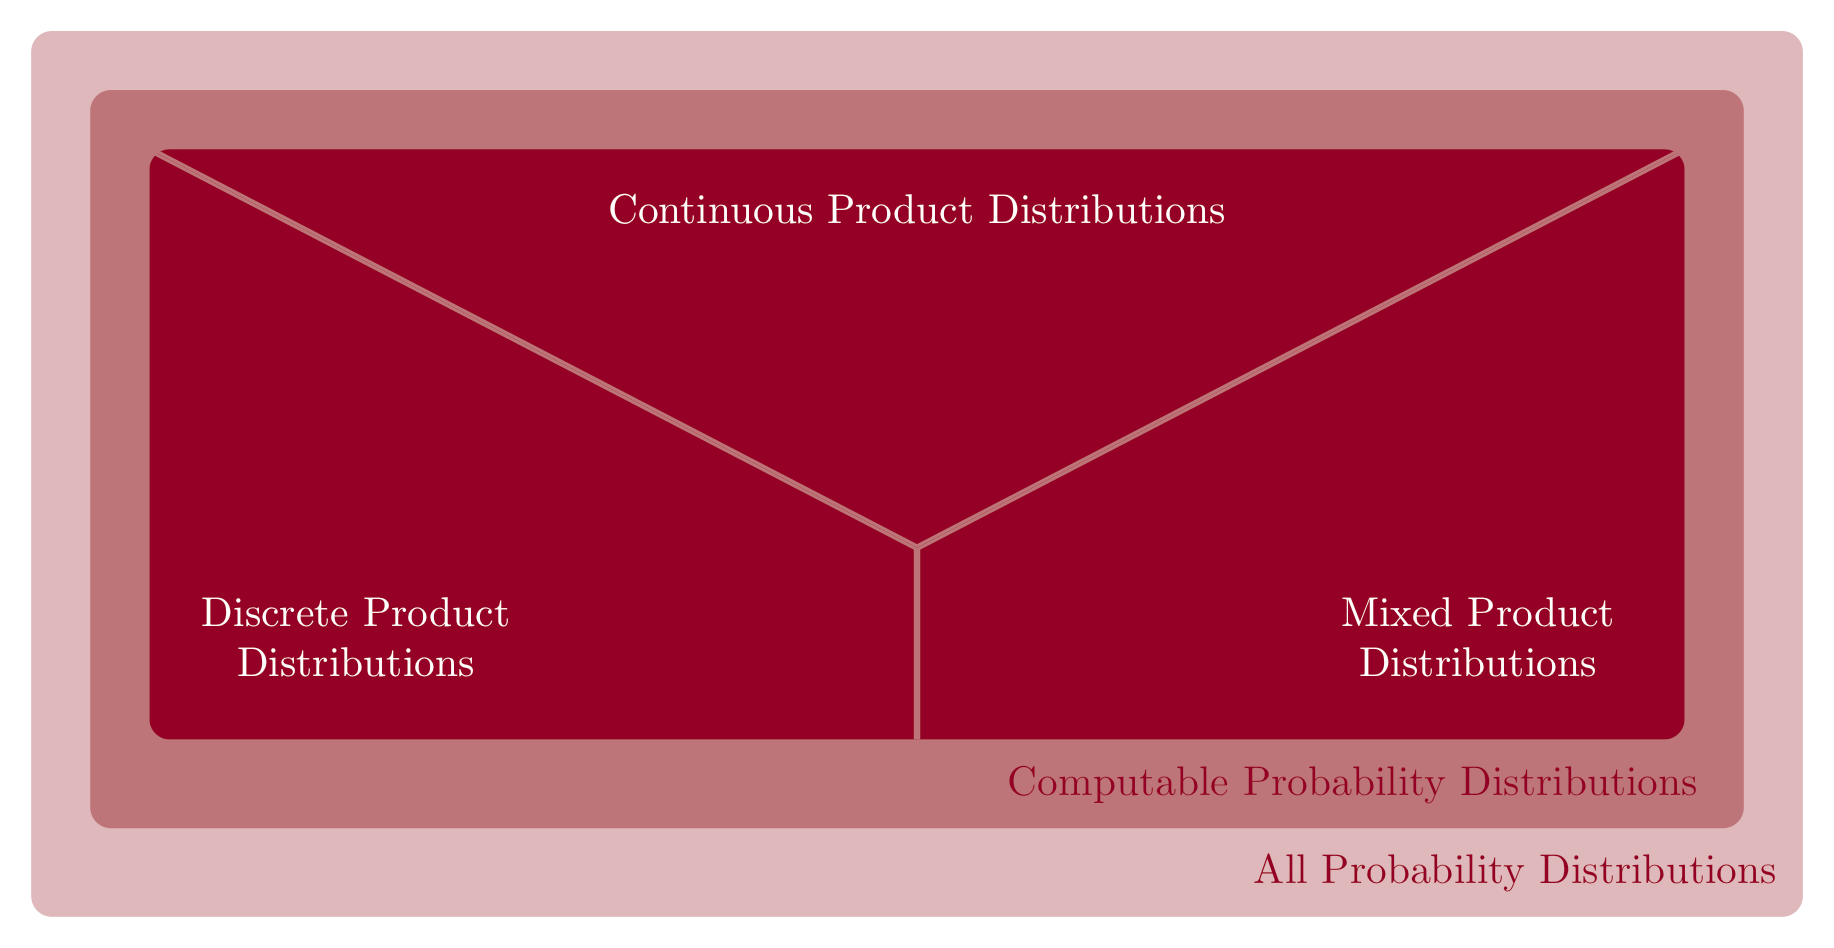 Continuous Product Distributions
Discrete Product
Distributions
Mixed Product
Distributions
Computable Probability Distributions
All Probability Distributions